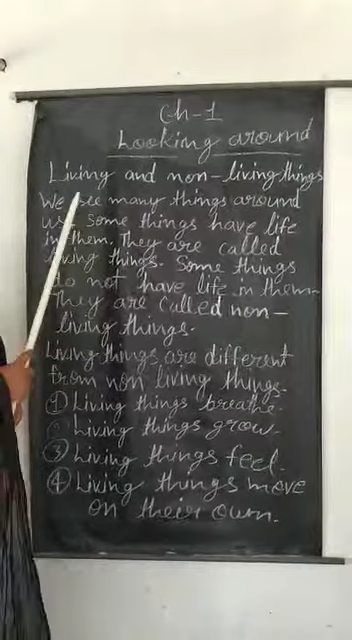 Ch-1
Looking around
Living and non-living things
We see many things around
us. Some things have life
in them. They are called
living things. Some things
do not have life in them.
They are called non-
living things.
Living things are different
from non living things.
① Living things breathe.
② Living things grow.
③ Living things feel.
④ Living things move
on their own.